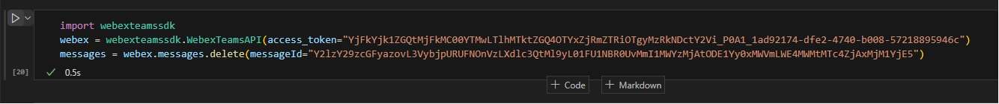 import webexteamssdk
webex = webexteamssdk.WebexTeamsAPI(access_token="YjFkYjk1ZGQtMjFkMC00YTMwLTlhMTktZGQ4OTYxZjRmZTRiOTgyMzRkNDctY2Vi_P0A1_1ad92174-dfe2-4740-b008-57218895946c")
messages = webex.messages.delete(messageId="Y2lzY29zcGFyazovL3VybjpURUFNOnVzLXdlc3QtMl9yL01FU1NBR0UvMmI1MWYzMjAtODE1Yy0xMWVmLWE4MWMtMTc4ZjAxMjM1YjE5")
[20] 0.5s
+ Code + Markdown